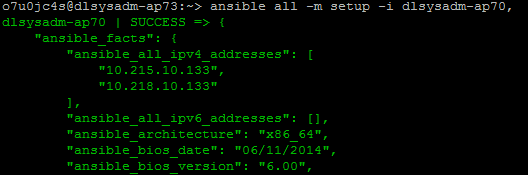 o7u0jc4s@dlsysadm-ap73:~> ansible all -m setup -i dlsysadm-ap70,
dlsysadm-ap70 | SUCCESS => {
    "ansible_facts": {
        "ansible_all_ipv4_addresses": [
            "10.215.10.133",
            "10.218.10.133"
        ],
        "ansible_all_ipv6_addresses": [],
        "ansible_architecture": "x86_64",
        "ansible_bios_date": "06/11/2014",
        "ansible_bios_version": "6.00",